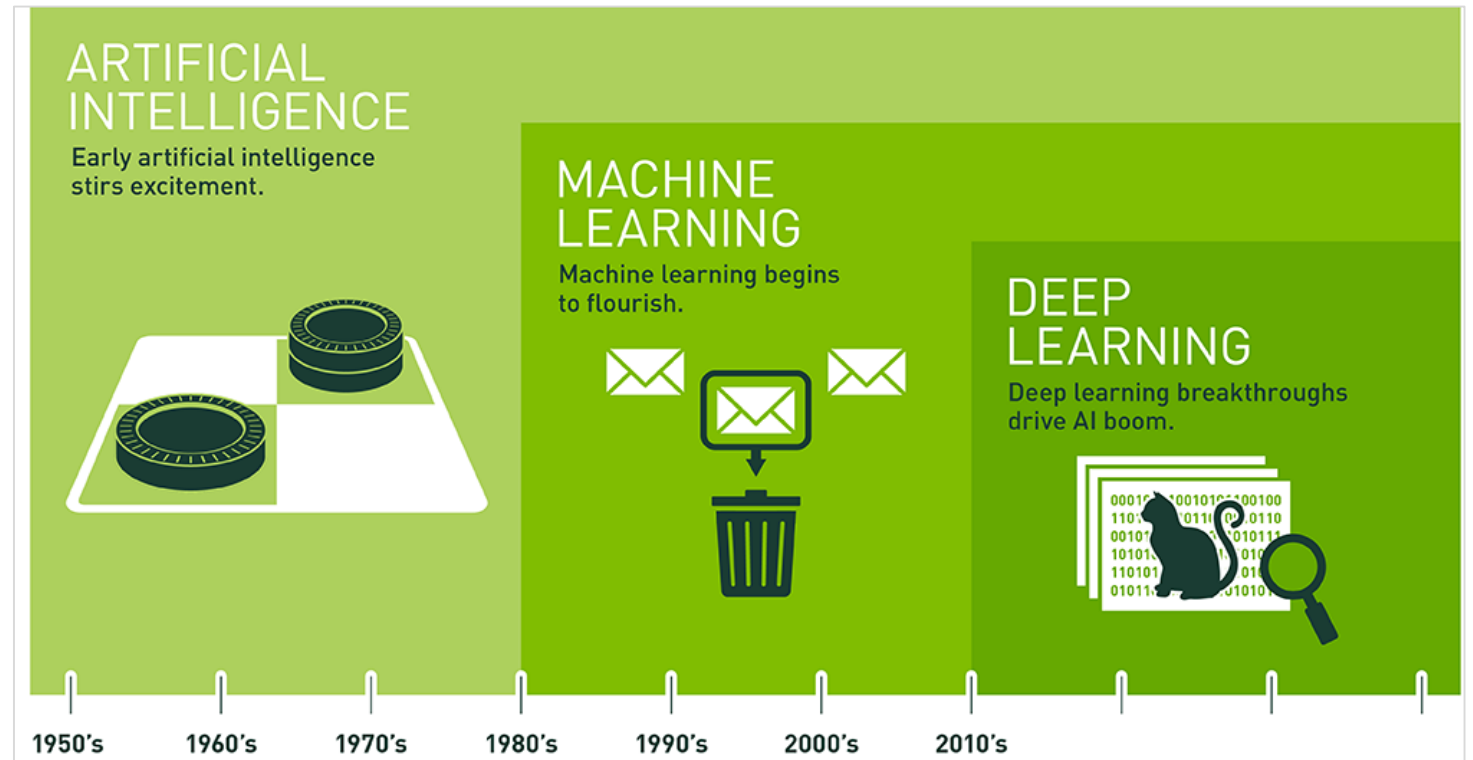 ARTIFICIAL
INTELLIGENCE
Early artificial intelligence
stirs excitement.
MACHINE
LEARNING
Machine learning begins
to flourish.
DEEP
LEARNING
Deep learning breakthroughs
drive AI boom.
1950's
1960's
1970's
1980's
1990's
2000's
2010's